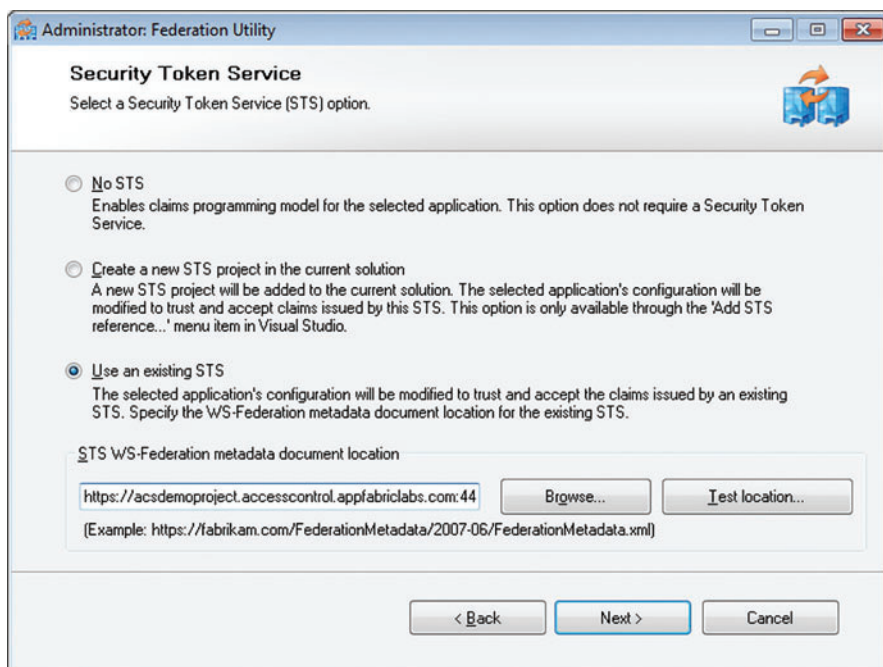 Administrator: Federation Utility
Security Token Service
Select a Security Token Service (STS) option.
No STS
Enables claims programming model for the selected application. This option does not require a Security Token
Service.
Create a new STS project in the current solution
A new STS project will be added to the current solution. The selected application's configuration will be
modified to trust and accept claims issued by this STS. This option is only available through the 'Add STS
reference...' menu item in Visual Studio.
Use an existing STS
The selected application's configuration will be modified to trust and accept the claims issued by an existing
STS. Specify the WS-Federation metadata document location for the existing STS.
STS WS-Federation metadata document location
https://acsdemoproject.accesscontrol.appfabriclabs.com:44 Browse... Test location...
(Example: https://fabrikam.com/FederationMetadata/2007-06/FederationMetadata.xml)
< Back Next > Cancel